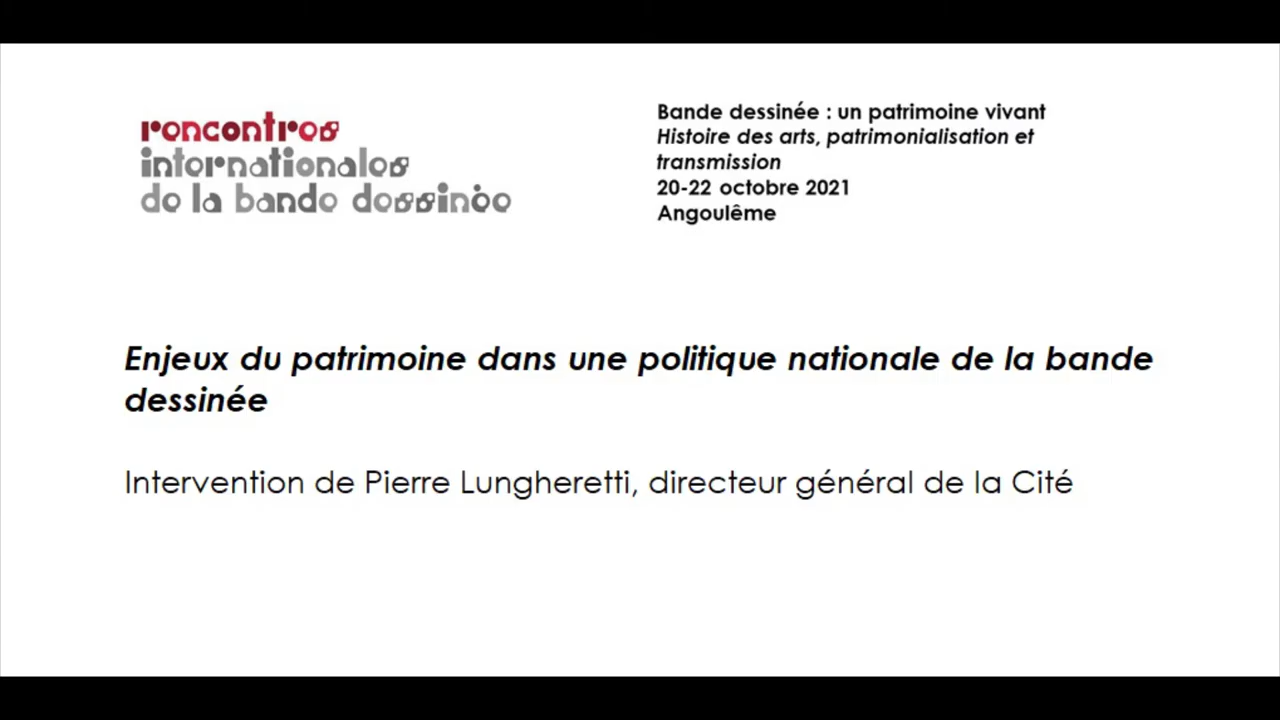 rencontres
internationales
de la bande dessinée
Bande dessinée : un patrimoine vivant
Histoire des arts, patrimonialisation et
transmission
20-22 octobre 2021
Angoulême
Enjeux du patrimoine dans une politique nationale de la bande
dessinée
Intervention de Pierre Lungheretti, directeur général de la Cité